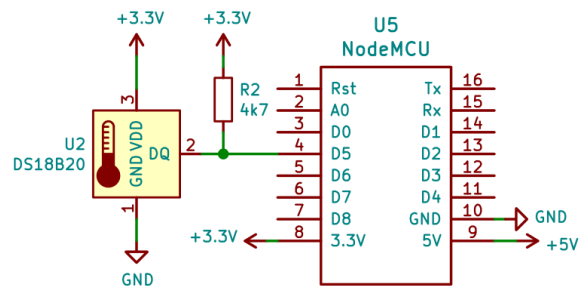 +3.3V
+3.3V
U5
NodeMCU
3
R2
4k7
U2
DS18B20
GND VDD
DQ
2
1
GND
1 Rst Tx 16
2 A0 Rx 15
3 D0 D1 14
4 D5 D2 13
5 D6 D3 12
6 D7 D4 11
7 D8 GND 10 GND
+3.3V 8 3.3V 5V 9 +5V